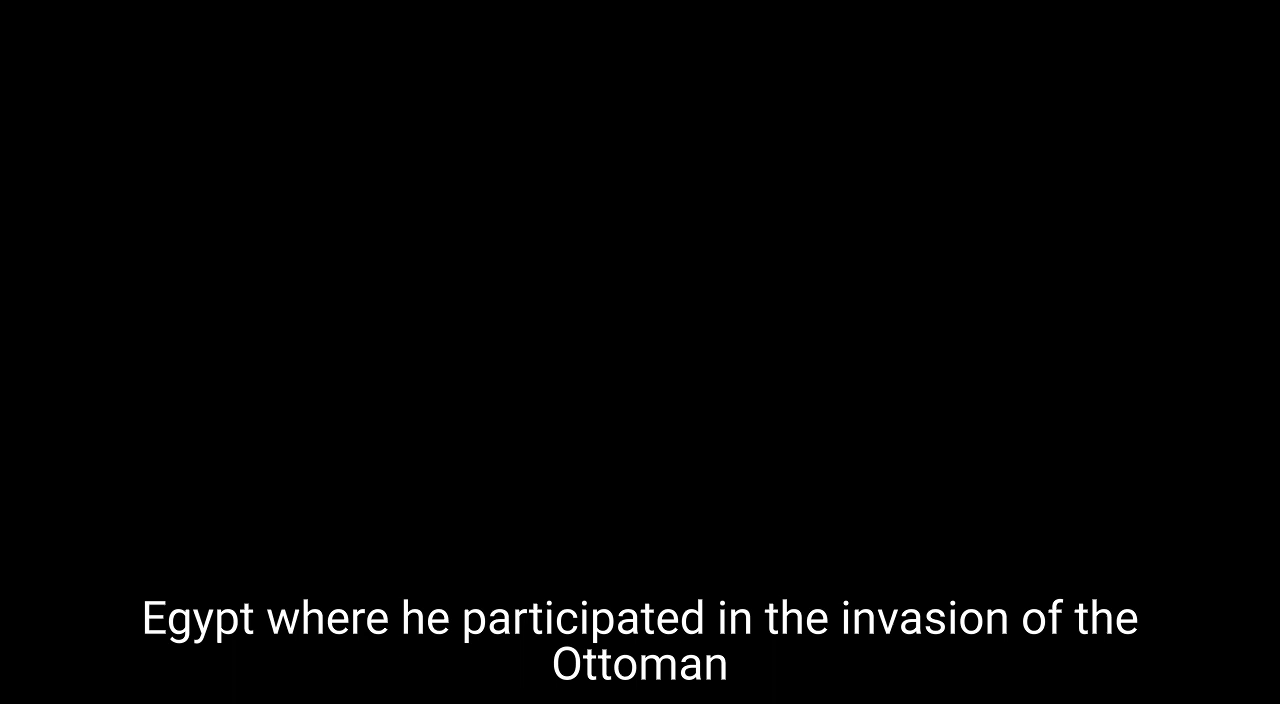 Egypt where he participated in the invasion of the
Ottoman